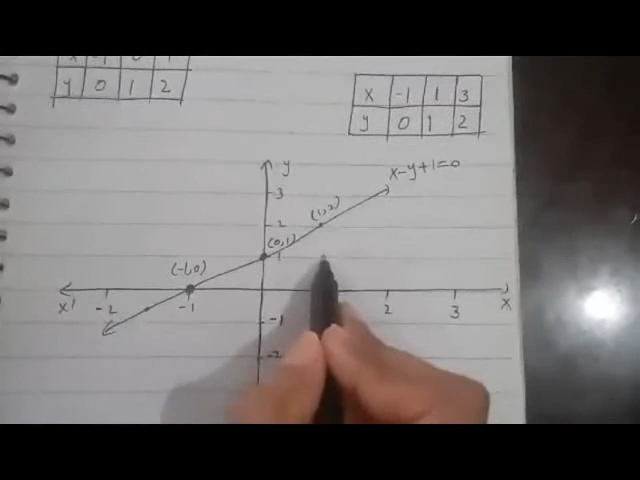 y 0 1 2
x -1 1 3
y 0 1 2
y
x-y+1=0
3
(1,2)
2
(0,1)
1
(-1,0)
x' -2 -1 2 3 x
-1
-2